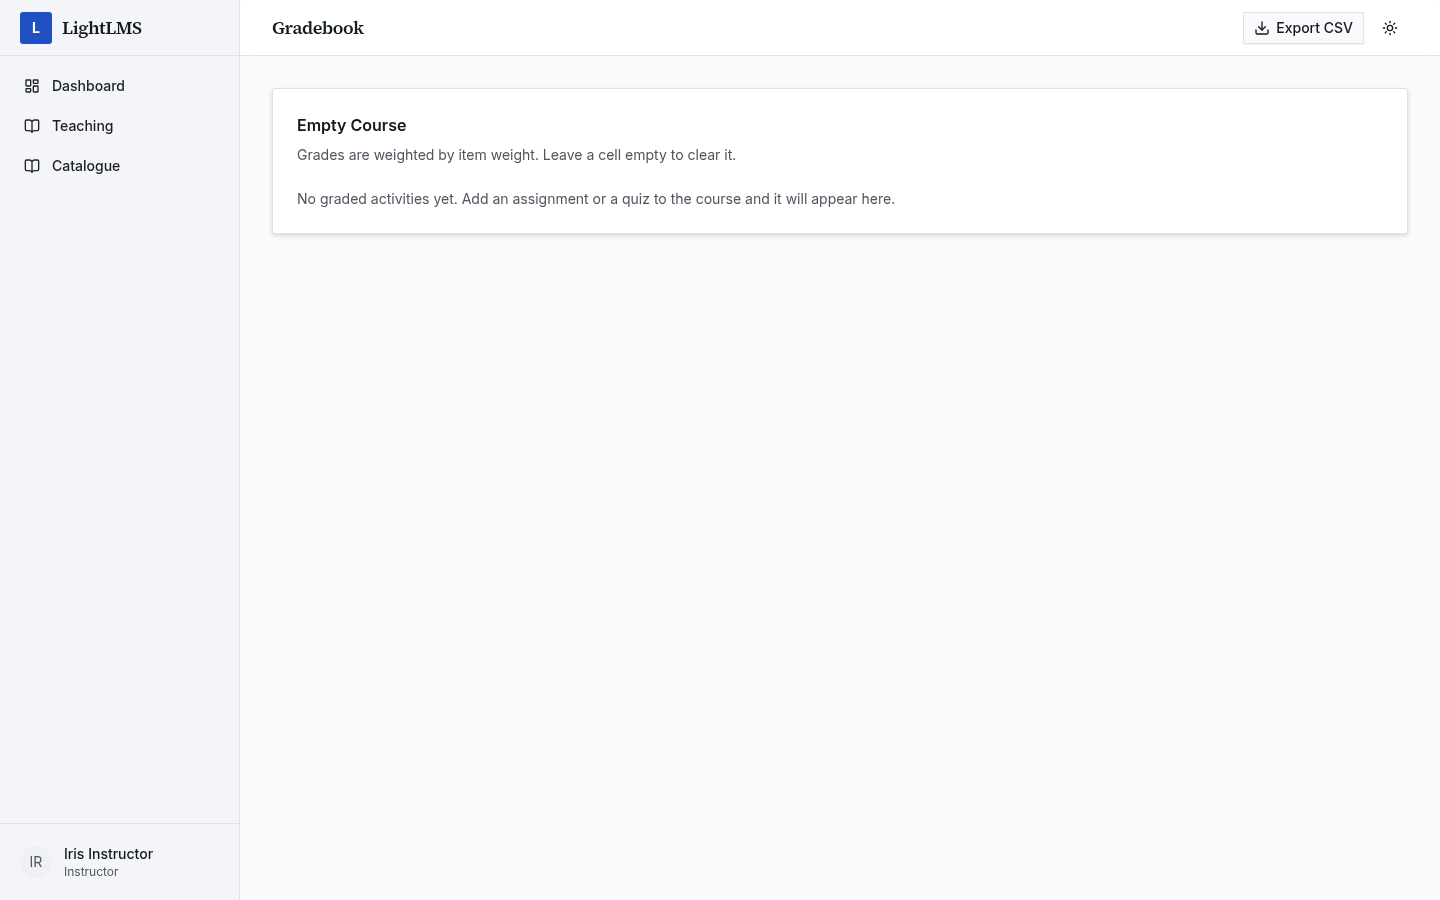 L
LightLMS
Gradebook
Export CSV
Dashboard
Teaching
Catalogue
Empty Course
Grades are weighted by item weight. Leave a cell empty to clear it.
No graded activities yet. Add an assignment or a quiz to the course and it will appear here.
IR
Iris Instructor
Instructor